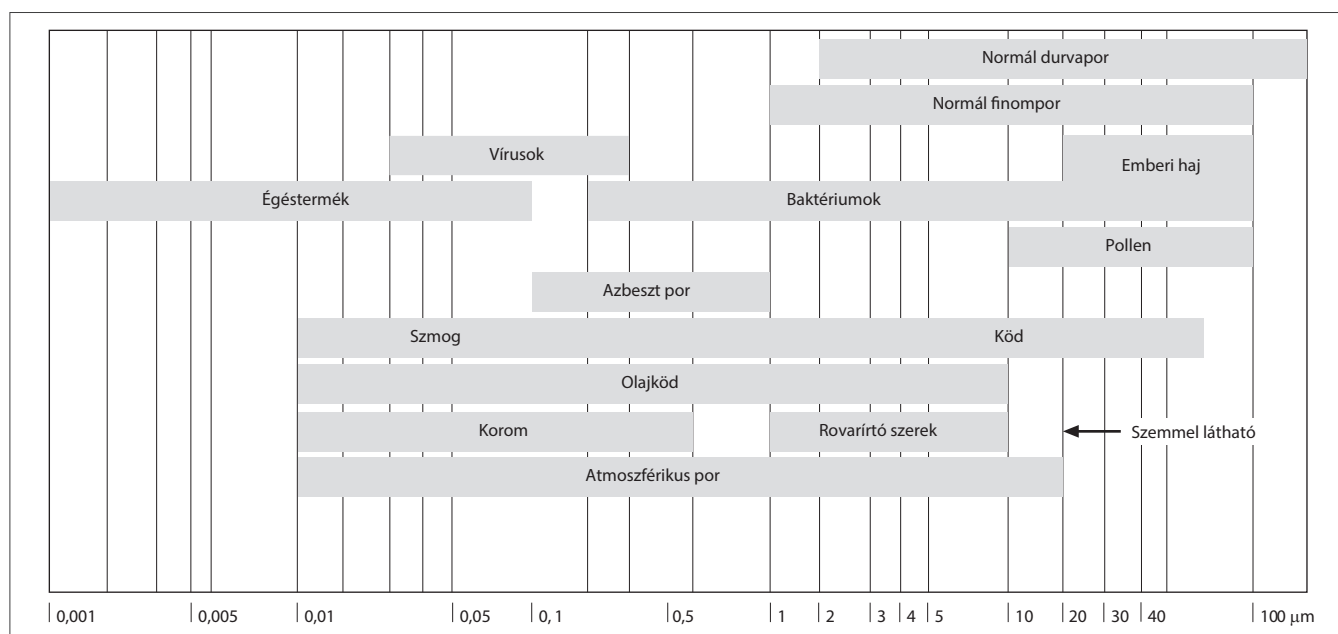 Normál durvapor
Normál finompor
Vírusok
Emberi haj
Égéstermék
Baktériumok
Pollen
Azbeszt por
Szmog Köd
Olajköd
Korom Rovarírtó szerek Szemmel látható
Atmoszférikus por
0,001 0,005 0,01 0,05 0, 1 0,5 1 2 3 4 5 10 20 30 40 100 µm